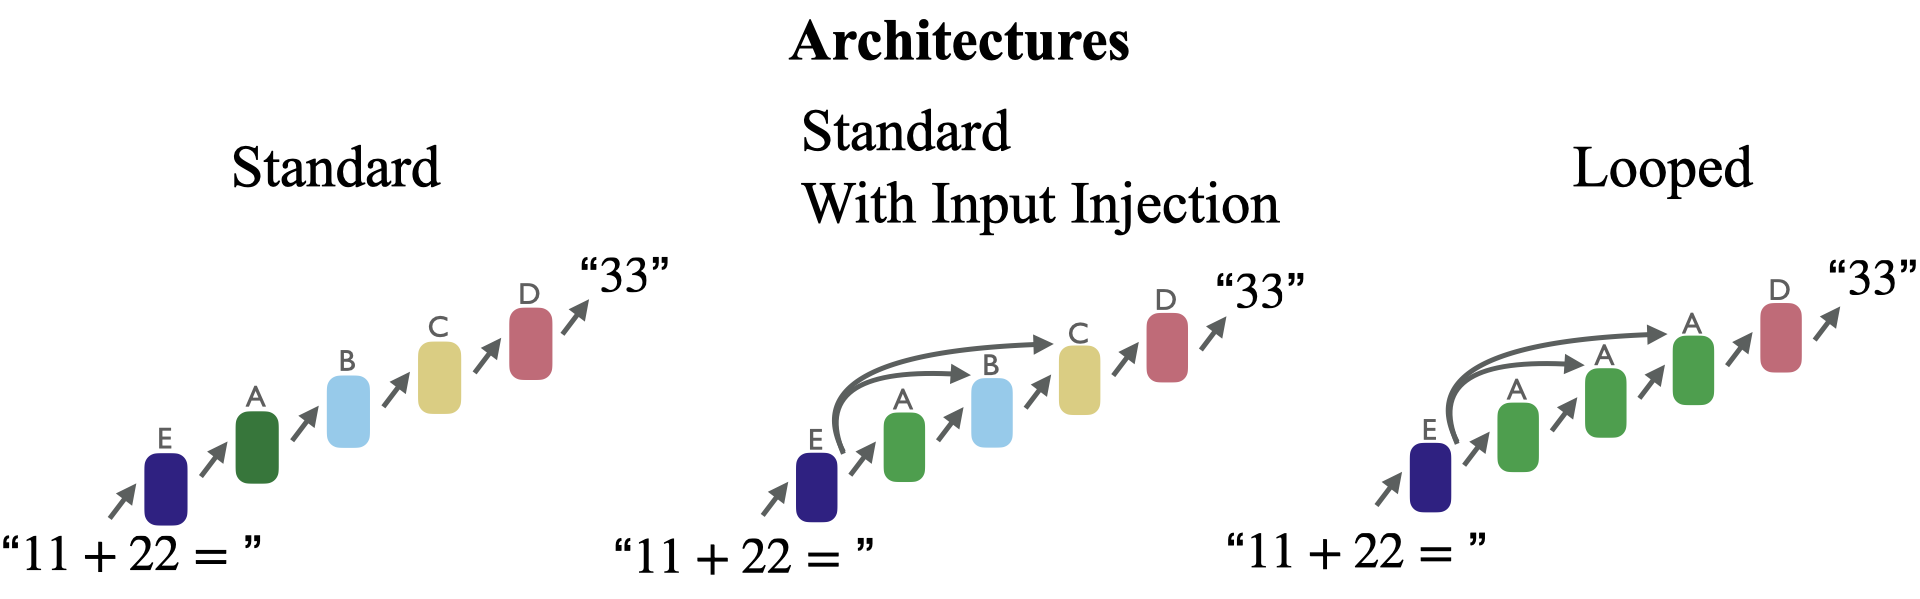 Architectures
Standard
“11 + 22 = ”
E
A
B
C
D
“33”
Standard
With Input Injection
“11 + 22 = ”
E
A
B
C
D
“33”
Looped
“11 + 22 = ”
E
A
A
A
D
“33”